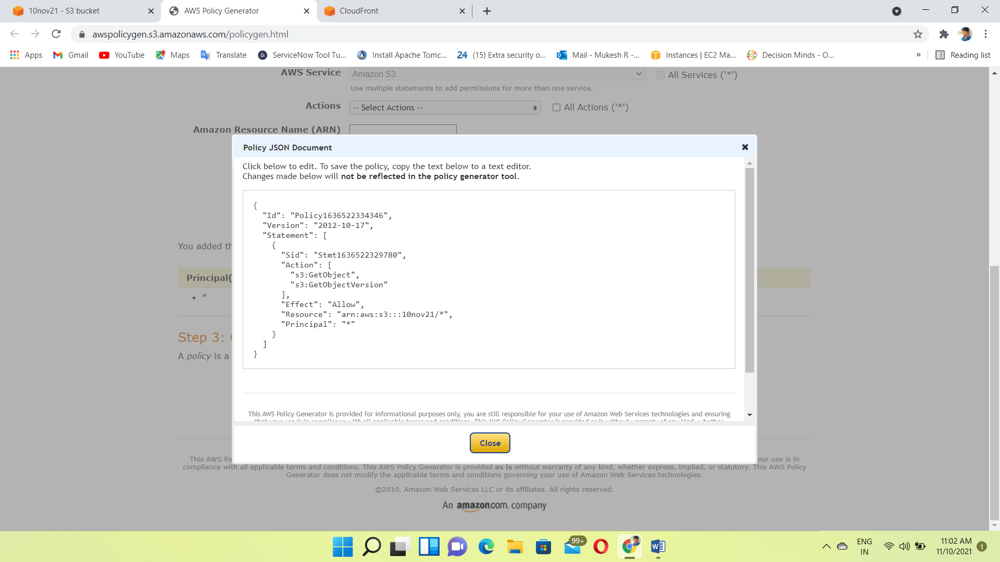 10nov21 - S3 bucket
AWS Policy Generator
CloudFront
awspolicygen.s3.amazonaws.com/policygen.html
Apps
Gmail
YouTube
Maps
Translate
ServiceNow Tool Tu...
Install Apache Tomc...
24 (15) Extra security o...
Mail - Mukesh R -...
Instances | EC2 Ma...
Decision Minds - O...
»
Reading list
AWS Service Amazon S3 All Services ('*')
Use multiple statements to add permissions for more than one service.
Actions -- Select Actions -- All Actions ('*')
Amazon Resource Name (ARN)
Policy JSON Document
Click below to edit. To save the policy, copy the text below to a text editor.
Changes made below will not be reflected in the policy generator tool.
{
"Id": "Policy1636522334346",
"Version": "2012-10-17",
"Statement": [
{
"Sid": "Stmt1636522329780",
"Action": [
"s3:GetObject",
"s3:GetObjectVersion"
],
"Effect": "Allow",
"Resource": "arn:aws:s3:::10nov21/*",
"Principal": "*"
}
]
}
This AWS Policy Generator is provided for informational purposes only, you are still responsible for your use of Amazon Web Services technologies and ensuring
Close
You added
Principal(
• *
Step 3:
A policy is a
This AWS Po our use is in
compliance with all applicable terms and conditions. This AWS Policy Generator is provided as is without warranty of any kind, whether express, implied, or statutory. This AWS Policy
Generator does not modify the applicable terms and conditions governing your use of Amazon Web Services technologies.
©2010, Amazon Web Services LLC or its affiliates. All rights reserved.
An amazon.com. company
99+
ENG
IN
11:02 AM
11/10/2021
1